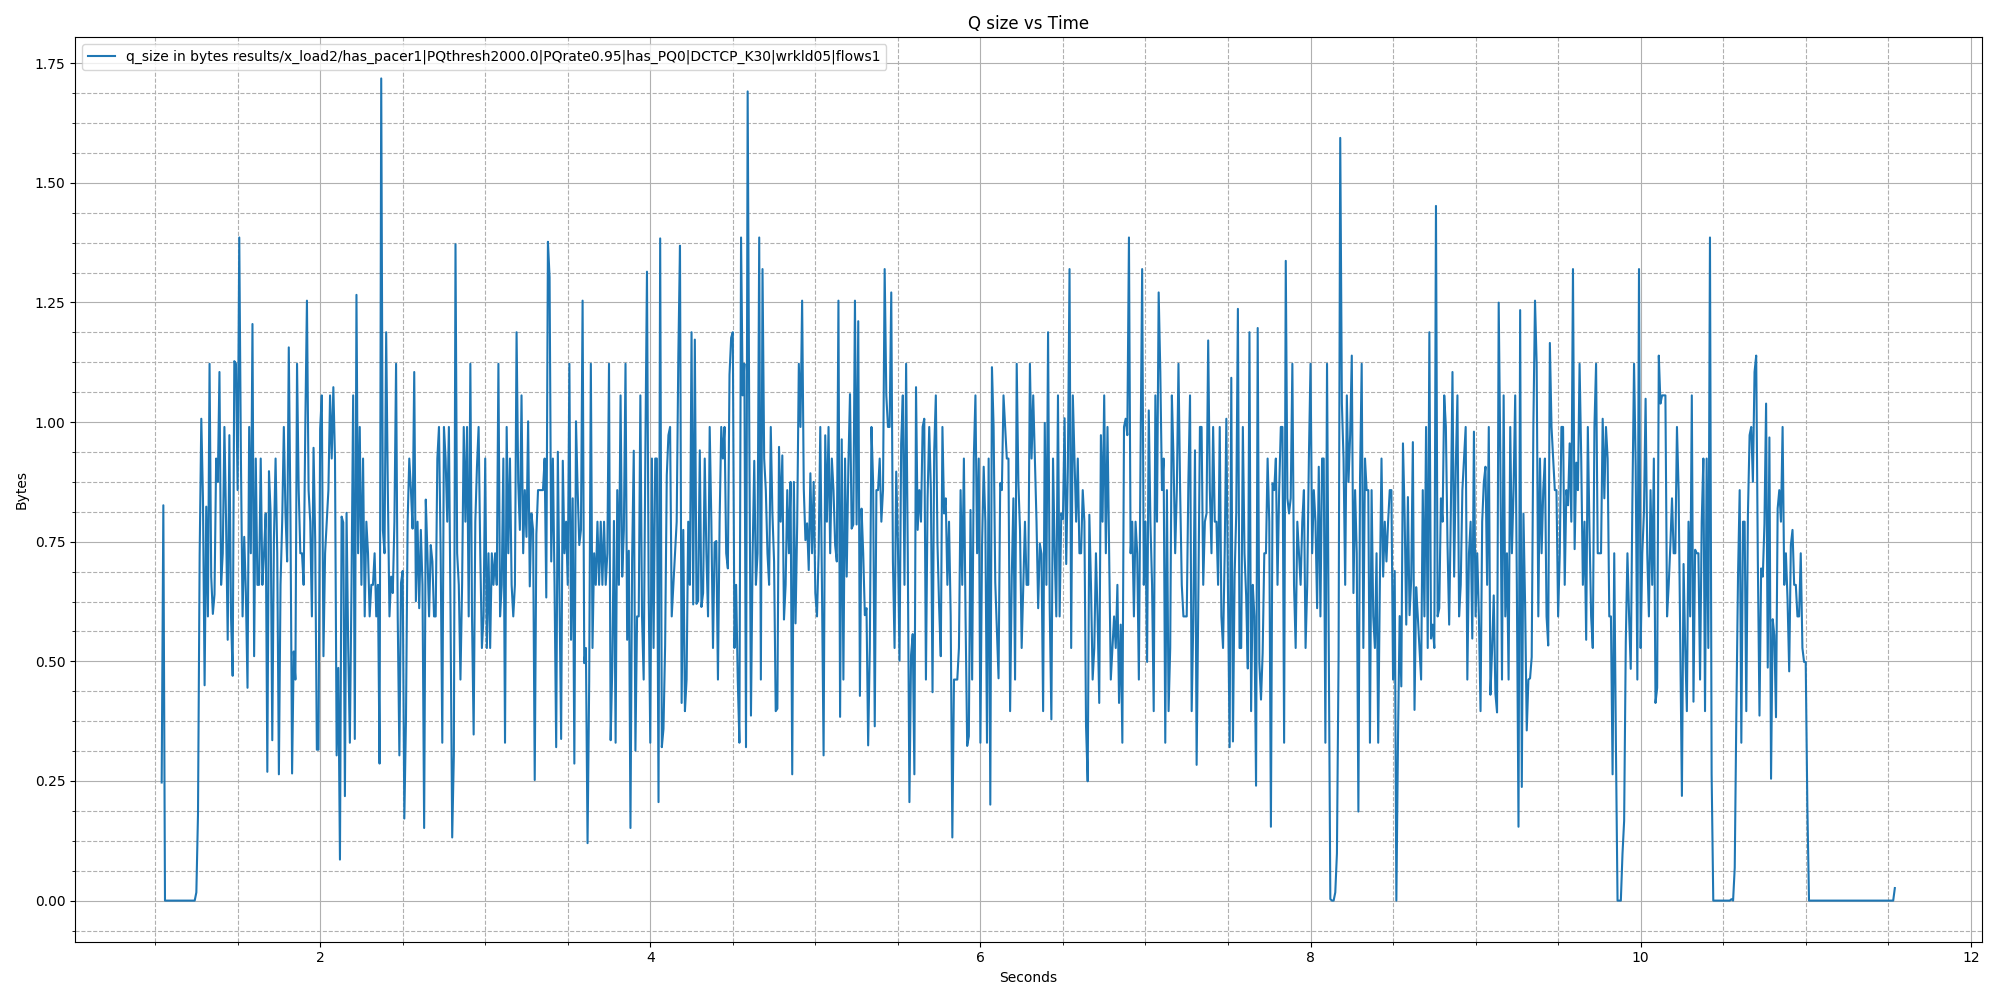 Q size vs Time
q_size in bytes results/x_load2/has_pacer1|PQthresh2000.0|PQrate0.95|has_PQ0|DCTCP_K30|wrkld05|flows1
1.75
1.50
1.25
1.00
0.75
0.50
0.25
0.00
Bytes
2 4 6 8 10 12
Seconds